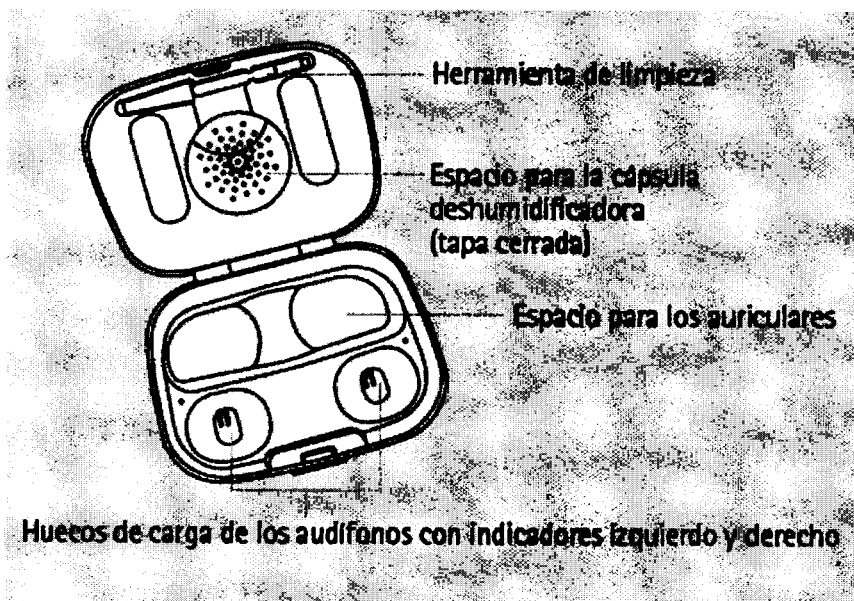 Herramienta de limpieza
Espacio para la cápsula
deshumidificadora
(tapa cerrada)
Espacio para los auriculares
Huecos de carga de los audífonos con indicadores izquierdo y derecho